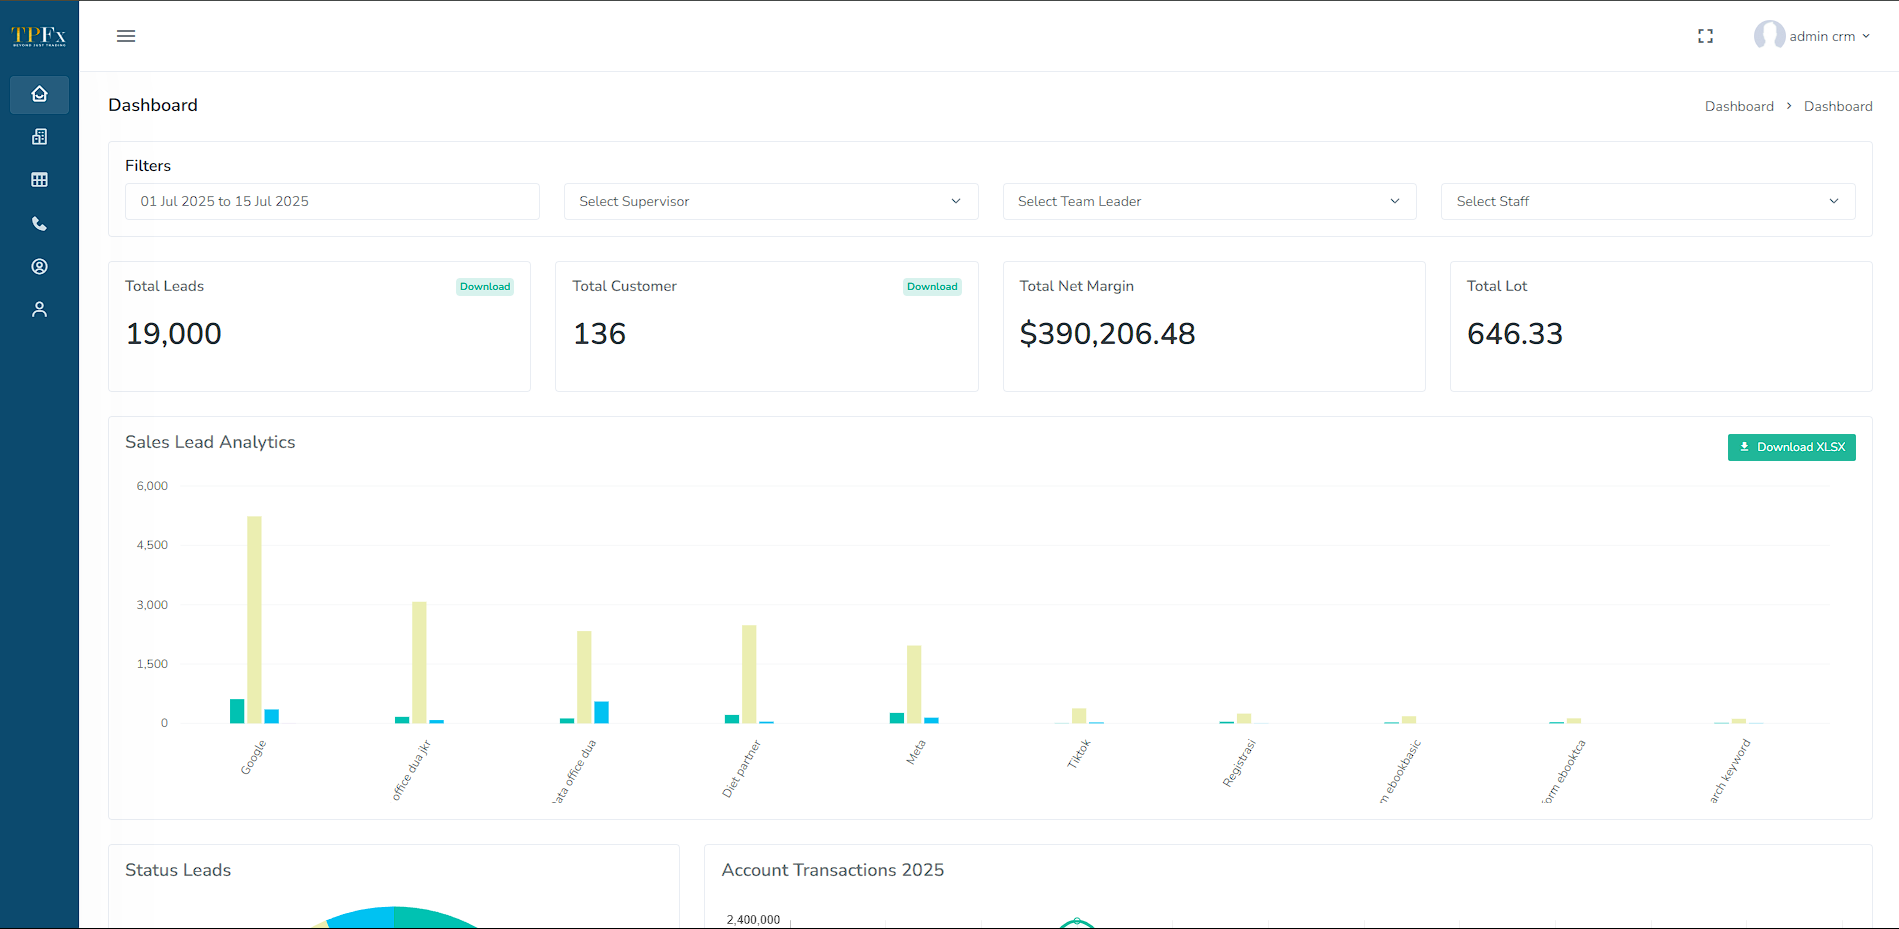 TPFx
BEYOND JUST TRADING
admin crm
Dashboard
Dashboard > Dashboard
Filters
01 Jul 2025 to 15 Jul 2025
Select Supervisor
Select Team Leader
Select Staff
Total Leads
Download
19,000
Total Customer
Download
136
Total Net Margin
$390,206.48
Total Lot
646.33
Sales Lead Analytics
Download XLSX
6,000
4,500
3,000
1,500
0
Google
office dua jkr
ata office dua
Diet partner
Meta
Tiktok
Registrasi
m ebookbasic
form ebooktca
arch keyword
Status Leads
Account Transactions 2025
2,400,000